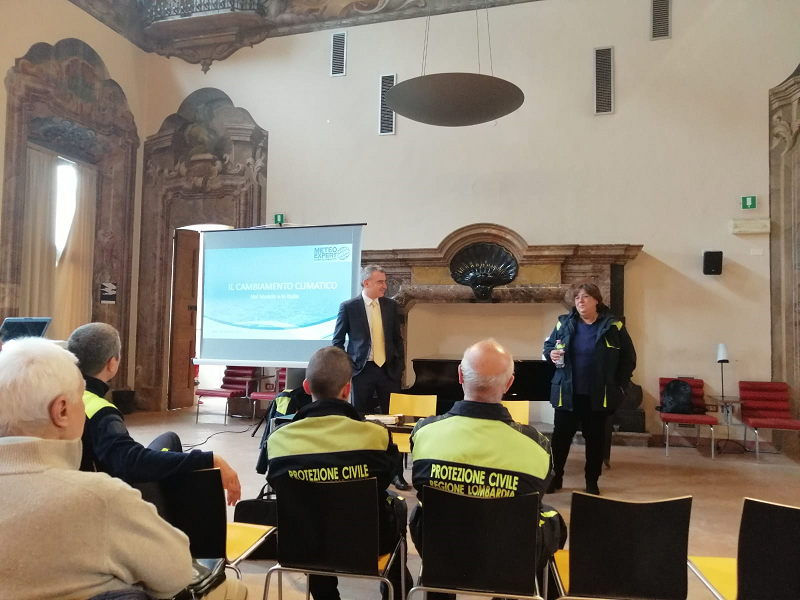 METEO
EXPERT
IL CAMBIAMENTO CLIMATICO
PROTEZIONE CIVILE
PROTEZIONE CIVILE
REGIONE LOMBARDIA